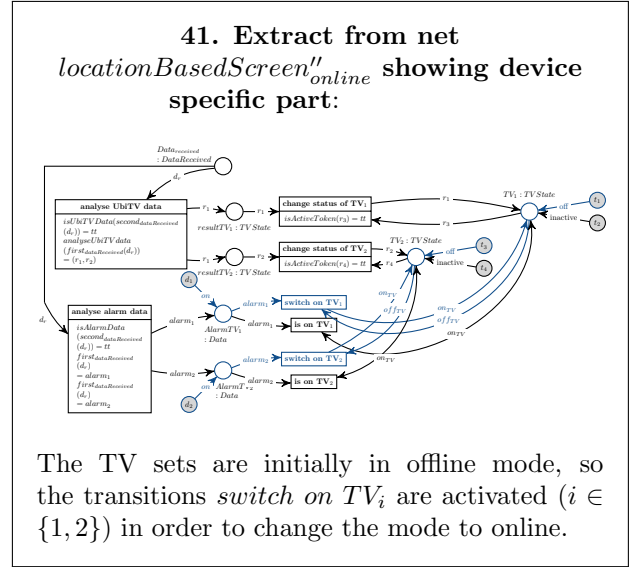 41. Extract from net
locationBasedScreen''online showing device
specific part:
Data_received
: DataReceived
d_r
analyse UbiTV data
isUbiTVData(second_dataReceived
(d_r)) = tt
analyseUbiTVdata
(first_dataReceived(d_r))
= (r_1, r_2)
r_1
resultTV_1 : TVState
r_1
change status of TV_1
isActiveToken(r_3) = tt
r_1
r_3
TV_1 : TVState
off
t_1
inactive
t_2
r_1
resultTV_2 : TVState
r_2
change status of TV_2
isActiveToken(r_4) = tt
r_2
r_4
TV_2 : TVState
off
t_3
inactive
t_4
d_1
on
d_r
analyse alarm data
isAlarmData
(second_dataReceived
(d_r)) = tt
first_dataReceived
(d_r)
= alarm_1
first_dataReceived
(d_r)
= alarm_2
alarm_1
AlarmTV_1
: Data
alarm_1
switch on TV_1
alarm_1
is on TV_1
on_TV
off_TV
on_TV
off_TV
on_TV
on_TV
alarm_2
: Data
on
d_2
alarm_2
switch on TV_2
alarm_2
is on TV_2
on_TV
The TV sets are initially in offline mode, so
the transitions switch on TV_i are activated (i ∈
{1, 2}) in order to change the mode to online.